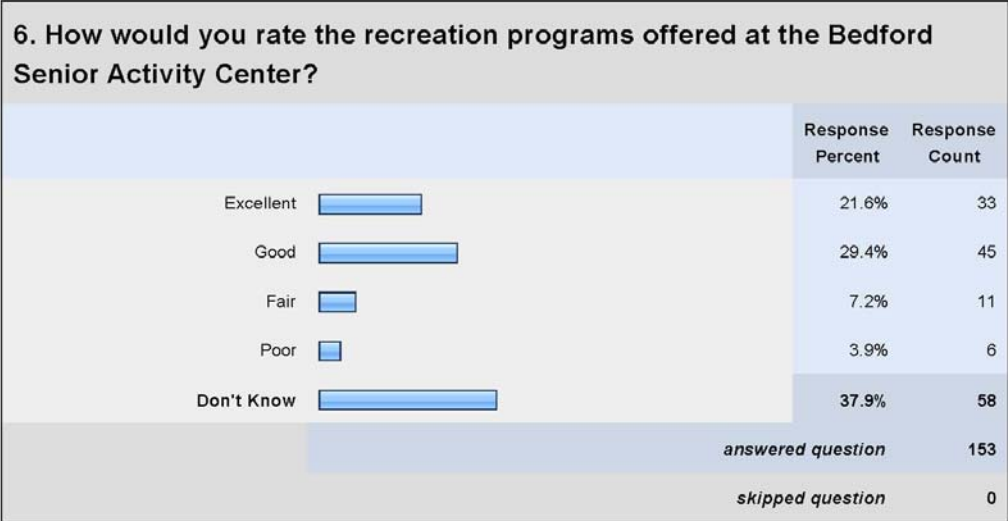 6. How would you rate the recreation programs offered at the Bedford
Senior Activity Center?
Response Percent Response Count
Excellent 21.6% 33
Good 29.4% 45
Fair 7.2% 11
Poor 3.9% 6
Don't Know 37.9% 58
answered question 153
skipped question 0